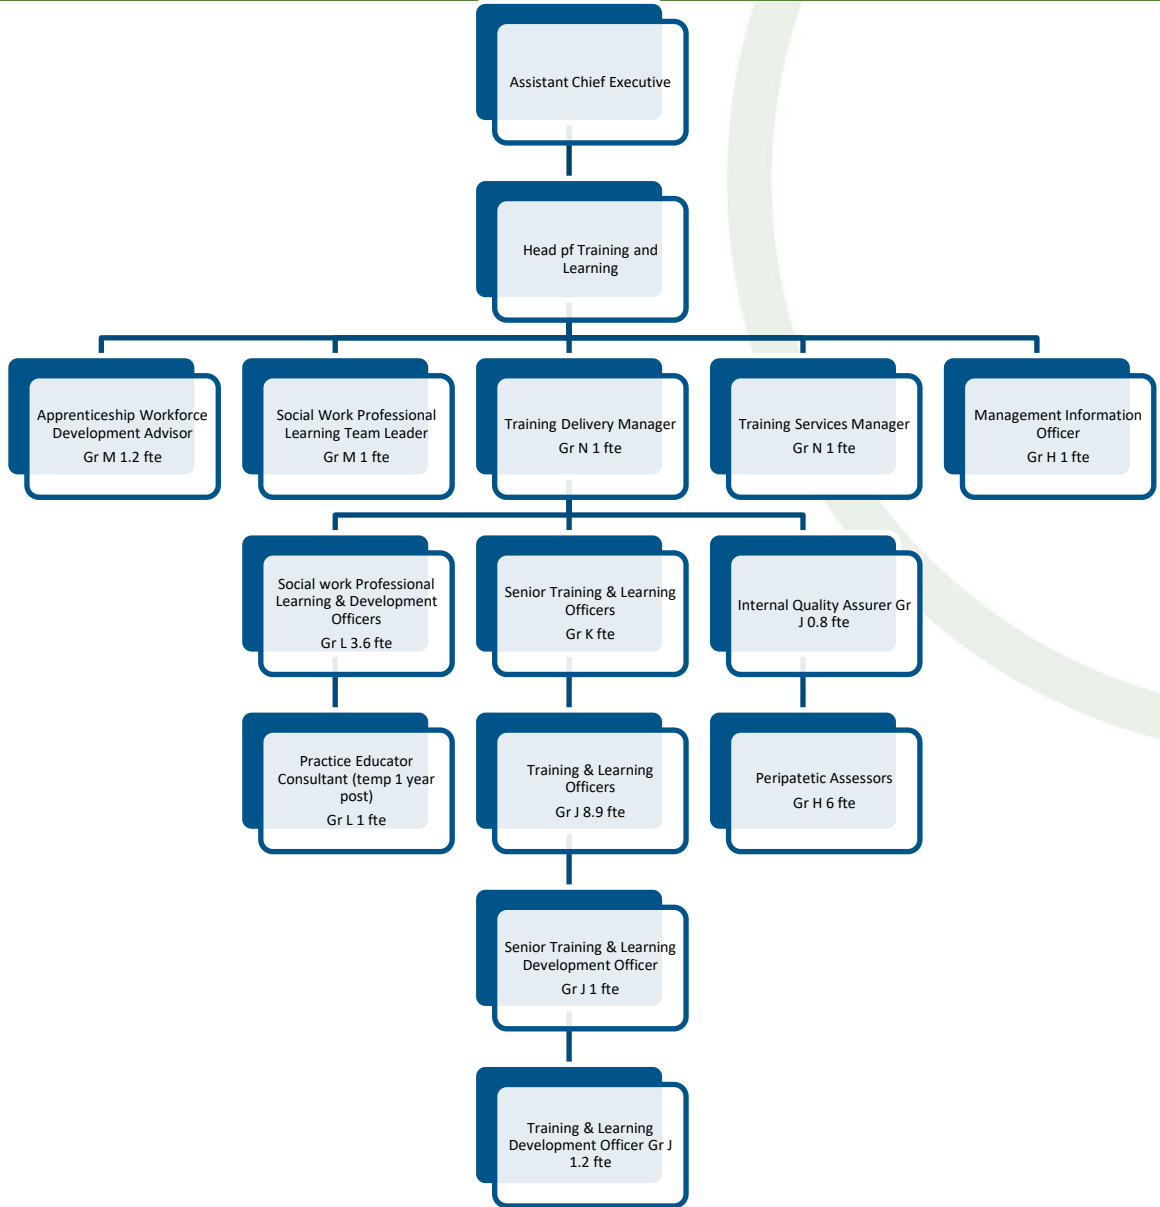 Assistant Chief Executive
Head pf Training and
Learning
Apprenticeship Workforce
Development Advisor
Gr M 1.2 fte
Social Work Professional
Learning Team Leader
Gr M 1 fte
Training Delivery Manager
Gr N 1 fte
Training Services Manager
Gr N 1 fte
Management Information
Officer
Gr H 1 fte
Social work Professional
Learning & Development
Officers
Gr L 3.6 fte
Senior Training & Learning
Officers
Gr K fte
Internal Quality Assurer Gr
J 0.8 fte
Practice Educator
Consultant (temp 1 year
post)
Gr L 1 fte
Training & Learning
Officers
Gr J 8.9 fte
Peripatetic Assessors
Gr H 6 fte
Senior Training & Learning
Development Officer
Gr J 1 fte
Training & Learning
Development Officer Gr J
1.2 fte